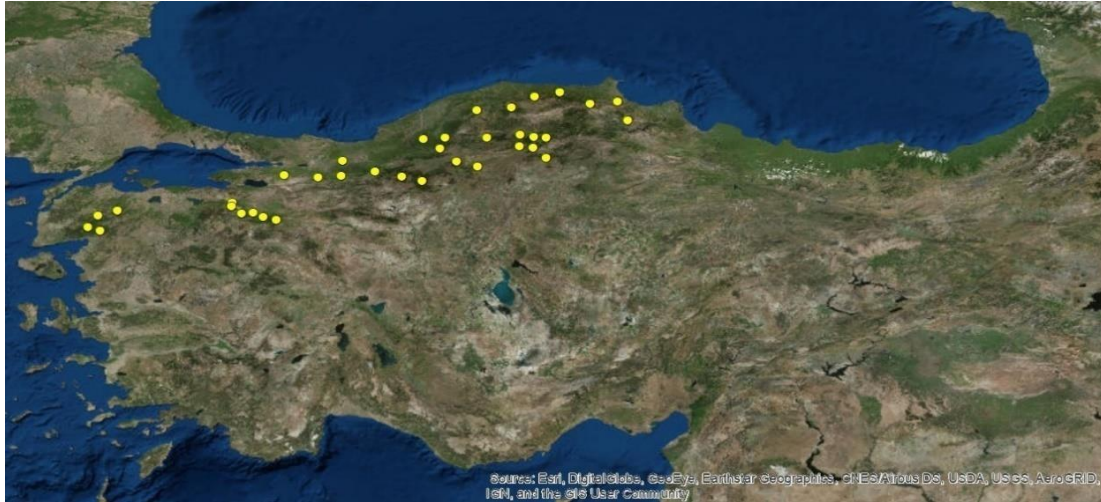 Source: Esri, DigitalGlobe, GeoEye, Earthstar Geographics, CNES/Airbus DS, USDA, USGS, AeroGRID,
IGN, and the GIS User Community